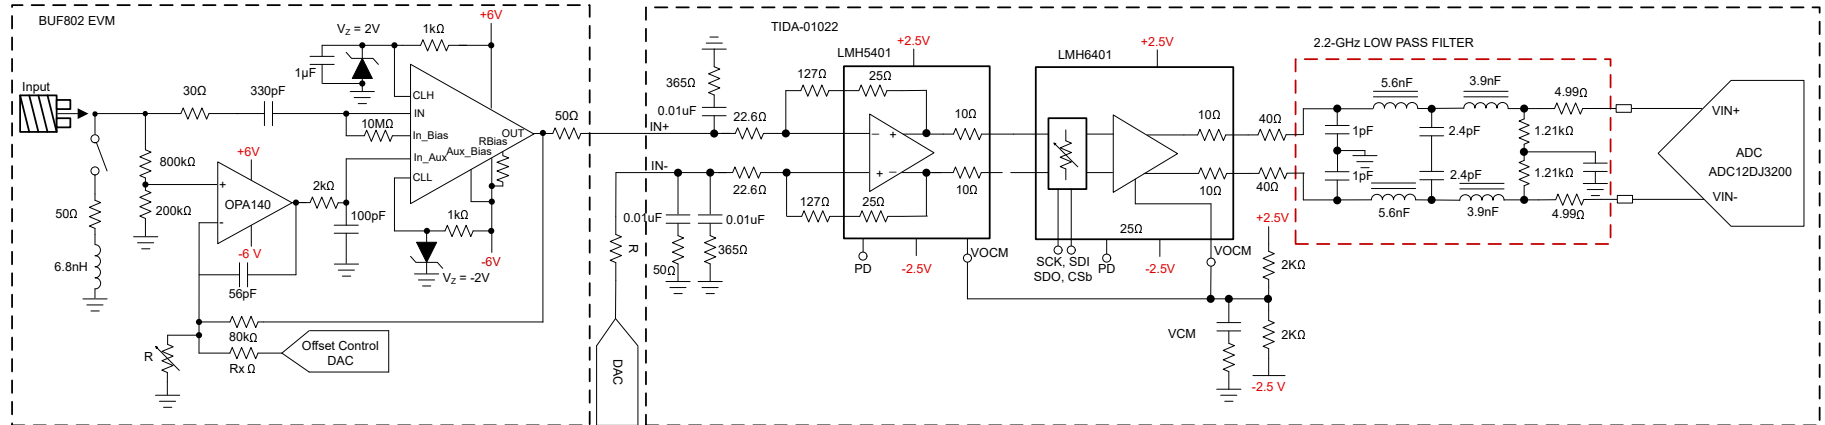 BUF802 EVM
Input
30Ω
330pF
1µF
V_Z = 2V
1kΩ
+6V
CLH
IN
10MΩ
In_Bias
OUT
RBias
Aux_Bias
In_Aux
CLL
50Ω
800kΩ
+6V
+
OPA140
-
-6 V
200kΩ
2kΩ
100pF
1kΩ
V_Z = -2V
-6V
50Ω
6.8nH
56pF
80kΩ
Rx Ω
R
Offset Control
DAC
TIDA-01022
IN+
IN-
365Ω
0.01uF
22.6Ω
22.6Ω
127Ω
127Ω
LMH5401
+2.5V
25Ω
25Ω
− +
+ −
10Ω
10Ω
0.01uF
0.01uF
50Ω
365Ω
R
DAC
PD
-2.5V
VOCM
LMH6401
+2.5V
10Ω
10Ω
25Ω
SCK, SDI
SDO, CSb
PD
-2.5V
VOCM
40Ω
40Ω
+2.5V
2KΩ
2KΩ
-2.5 V
VCM
2.2-GHz LOW PASS FILTER
5.6nF
3.9nF
4.99Ω
1pF
1pF
2.4pF
2.4pF
1.21kΩ
1.21kΩ
5.6nF
3.9nF
4.99Ω
VIN+
ADC
ADC12DJ3200
VIN-